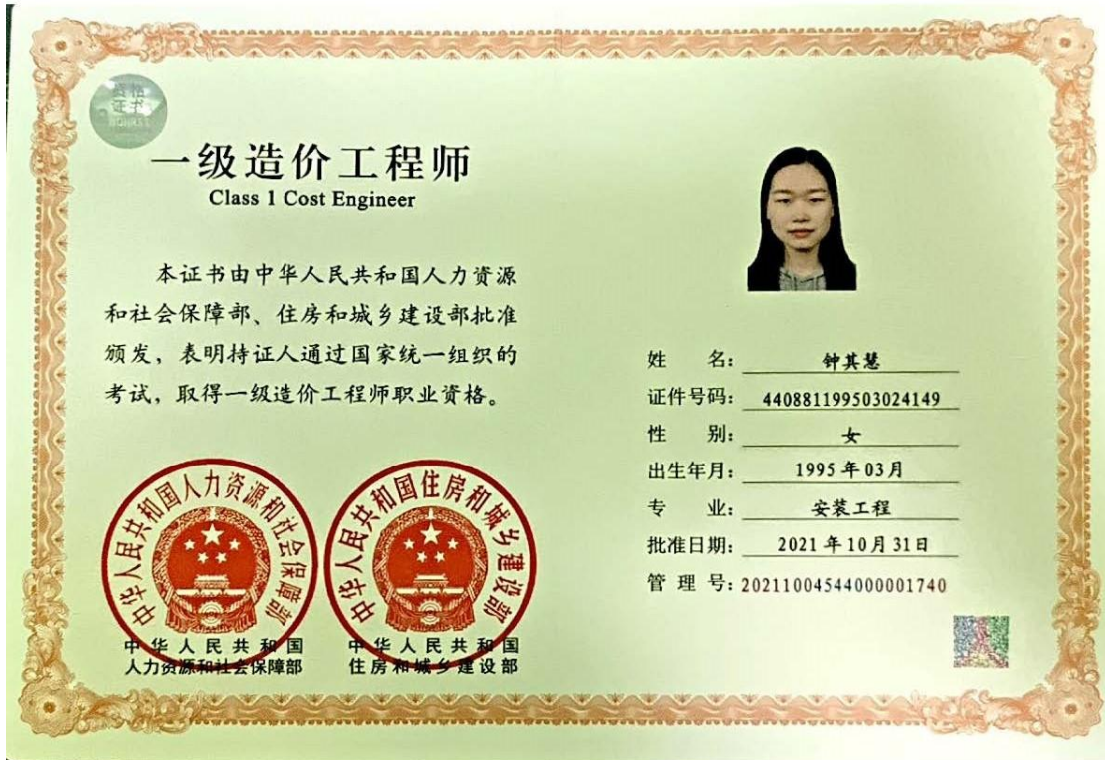 资格
证书
一级造价工程师
Class 1 Cost Engineer
本证书由中华人民共和国人力资源
和社会保障部、住房和城乡建设部批准
颁发，表明持证人通过国家统一组织的
考试，取得一级造价工程师职业资格。
中华人民共和国人力资源和社会保障部
中华人民共和国住房和城乡建设部
中华人民共和国
人力资源和社会保障部
中华人民共和国
住房和城乡建设部
姓 名：钟其慧
证件号码：440881199503024149
性 别：女
出生年月：1995年03月
专 业：安装工程
批准日期：2021年10月31日
管 理 号：20211004544000001740